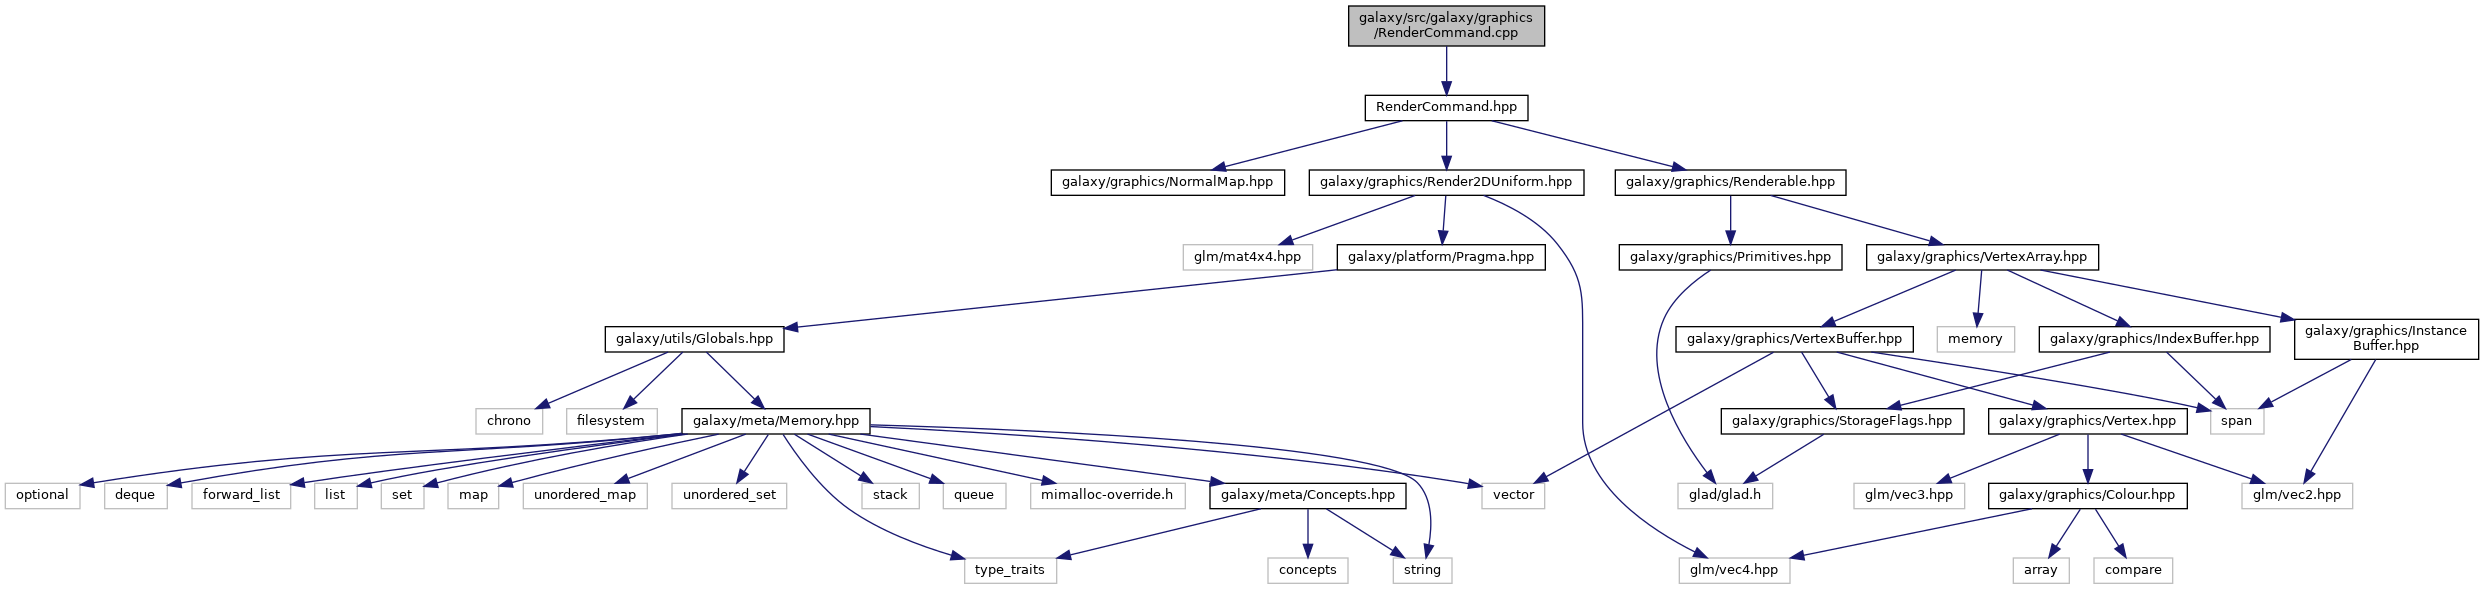 galaxy/src/galaxy/graphics
/RenderCommand.cpp
RenderCommand.hpp
galaxy/graphics/NormalMap.hpp
galaxy/graphics/Render2DUniform.hpp
galaxy/graphics/Renderable.hpp
glm/mat4x4.hpp
galaxy/platform/Pragma.hpp
galaxy/graphics/Primitives.hpp
galaxy/graphics/VertexArray.hpp
galaxy/utils/Globals.hpp
galaxy/graphics/VertexBuffer.hpp
memory
galaxy/graphics/IndexBuffer.hpp
galaxy/graphics/Instance
Buffer.hpp
chrono
filesystem
galaxy/meta/Memory.hpp
galaxy/graphics/StorageFlags.hpp
galaxy/graphics/Vertex.hpp
span
optional
deque
forward_list
list
set
map
unordered_map
unordered_set
stack
queue
mimalloc-override.h
galaxy/meta/Concepts.hpp
vector
glad/glad.h
glm/vec3.hpp
galaxy/graphics/Colour.hpp
glm/vec2.hpp
type_traits
concepts
string
glm/vec4.hpp
array
compare